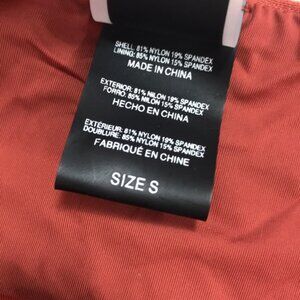 SHELL: 81% NYLON 19% SPANDEX
LINING: 85% NYLON 15% SPANDEX
MADE IN CHINA
EXTERIOR: 81% NILON 19% SPANDEX
FORRO: 85% NILON 15% SPANDEX
HECHO EN CHINA
EXTÉRIEUR: 81% NYLON 19% SPANDEX
DOUBLURE: 85% NYLON 15% SPANDEX
FABRIQUÉ EN CHINE
SIZE S